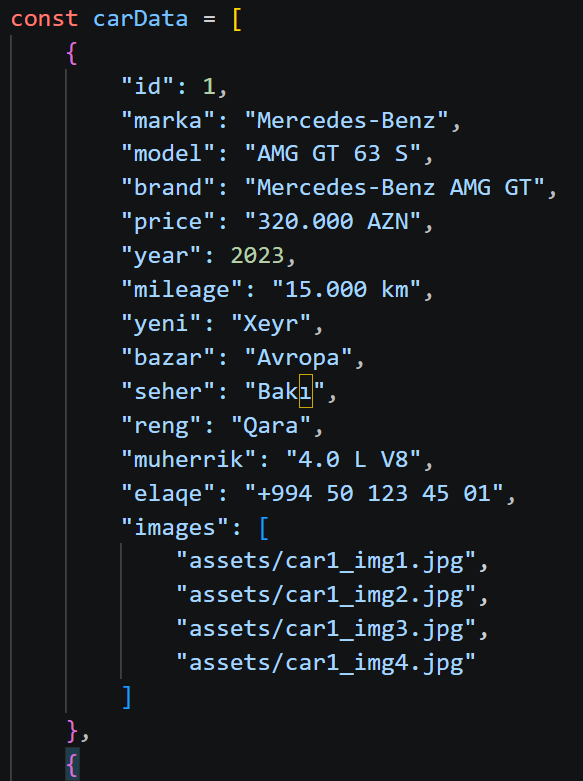 const carData = [
{
"id": 1,
"marka": "Mercedes-Benz",
"model": "AMG GT 63 S",
"brand": "Mercedes-Benz AMG GT",
"price": "320.000 AZN",
"year": 2023,
"mileage": "15.000 km",
"yeni": "Xeyr",
"bazar": "Avropa",
"seher": "Bakı",
"reng": "Qara",
"muherrik": "4.0 L V8",
"elaqe": "+994 50 123 45 01",
"images": [
"assets/car1_img1.jpg",
"assets/car1_img2.jpg",
"assets/car1_img3.jpg",
"assets/car1_img4.jpg"
]
},
{